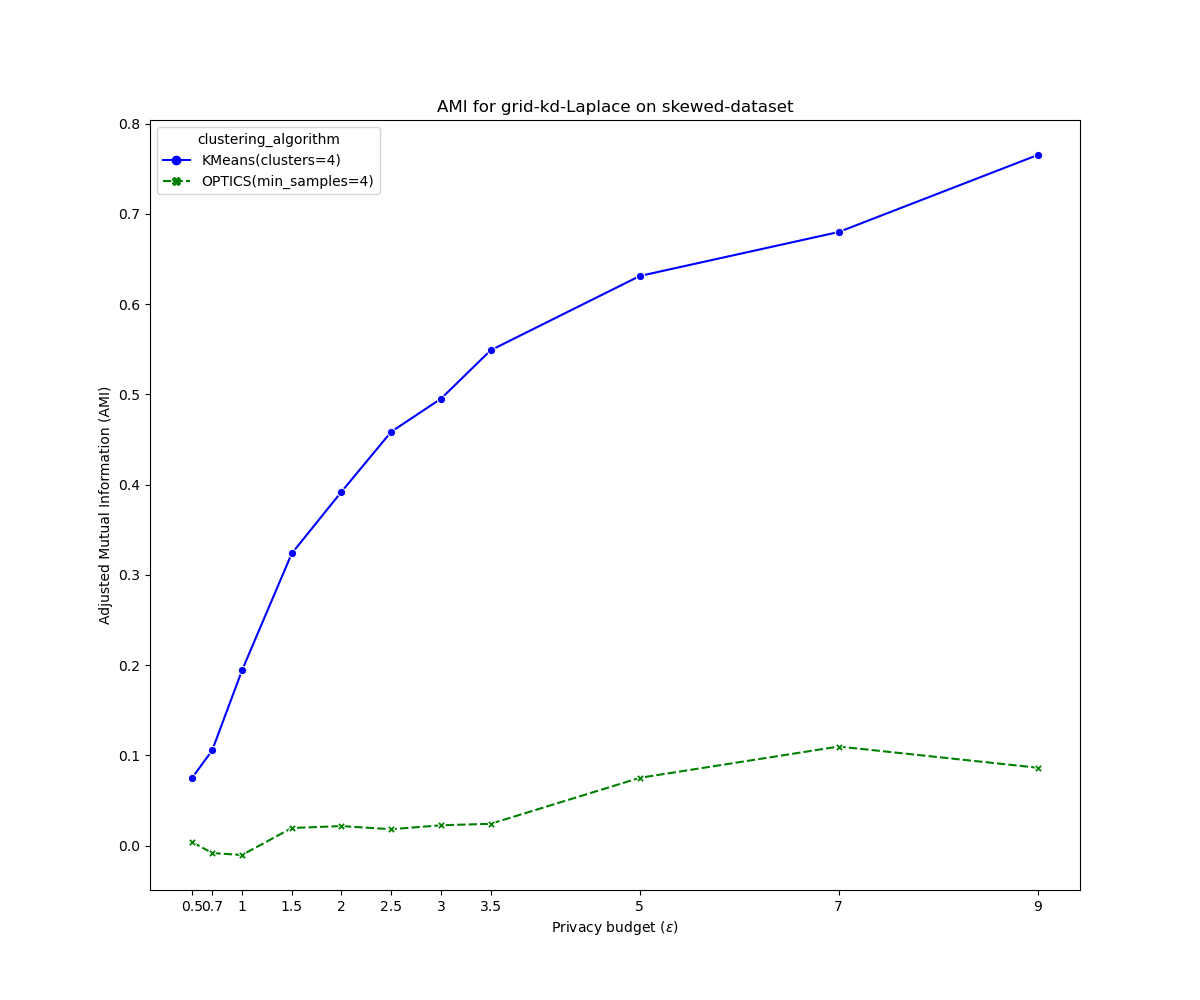 AMI for grid-kd-Laplace on skewed-dataset
clustering_algorithm
KMeans(clusters=4)
OPTICS(min_samples=4)
Adjusted Mutual Information (AMI)
0.8
0.7
0.6
0.5
0.4
0.3
0.2
0.1
0.0
0.5 0.7 1 1.5 2 2.5 3 3.5 5 7 9
Privacy budget (ε)